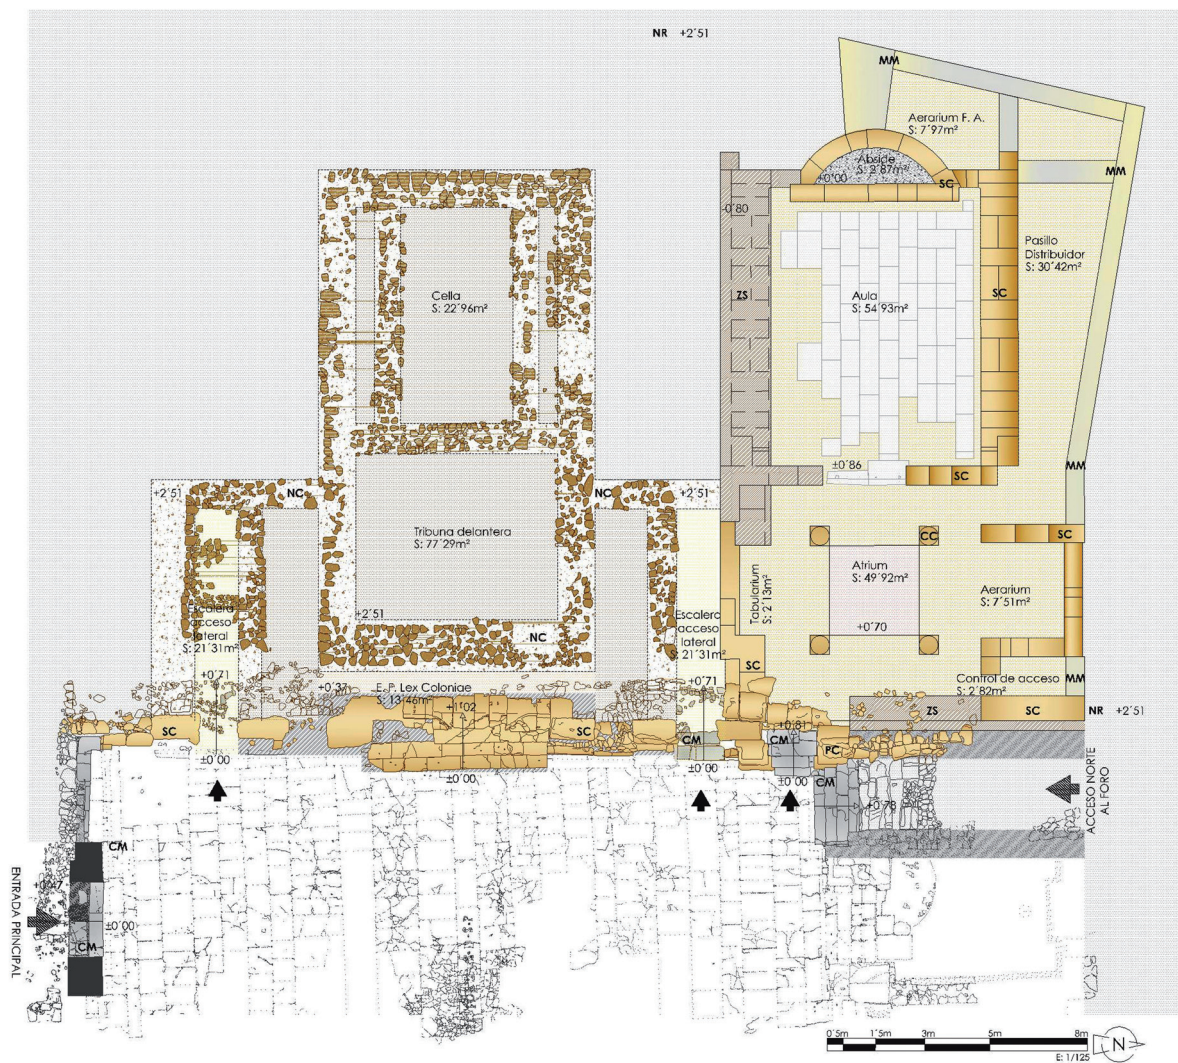 NR +2´51
MM
Aerarium F. A.
S: 7´97m²
Abside
S: 2´87m²
+0´00
SC
MM
-0´80
Pasillo
Distribuidor
S: 30´42m²
Cella
S: 22´96m²
ZS
Aula
S: 54´93m²
SC
±0´86
SC
MM
+2´51
NC
NC
+2´51
Tribuna delantera
S: 77´29m²
CC
SC
Atrium
S: 49´92m²
Tabularium
S: 2´13m²
Aerarium
S: 7´51m²
Escalera
acceso
lateral
S: 21´31m²
+2´51
NC
Escalera
acceso
lateral
S: 21´31m²
+0´70
SC
Control de acceso
S: 2´82m²
MM
+0´71
+0´37
E. P. Lex Coloniae
S: 13´46m²
+1´02
+0´71
ZS
SC
NR +2´51
SC
SC
CM
+0´81
CM
PC
±0´00
±0´00
±0´00
±0´00
CM
+0´78
ACCESO NORTE
AL FORO
CM
ENTRADA PRINCIPAL
+0´47
±0´00
CM
0´5m 1´5m 3m 5m 8m
N
E: 1/125